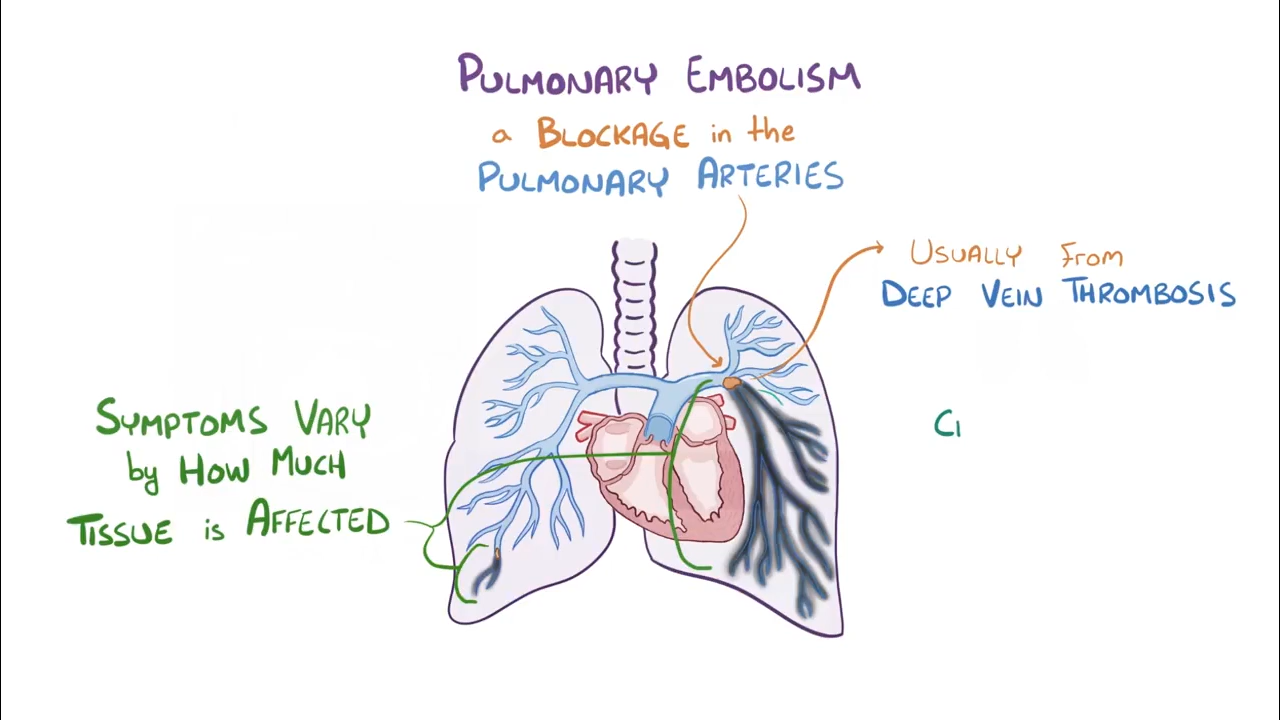 PULMONARY EMBOLISM
a BLOCKAGE in the
PULMONARY ARTERIES
USUALLY FROM
DEEP VEIN THROMBOSIS
SYMPTOMS VARY
by HOW MUCH
TISSUE is AFFECTED